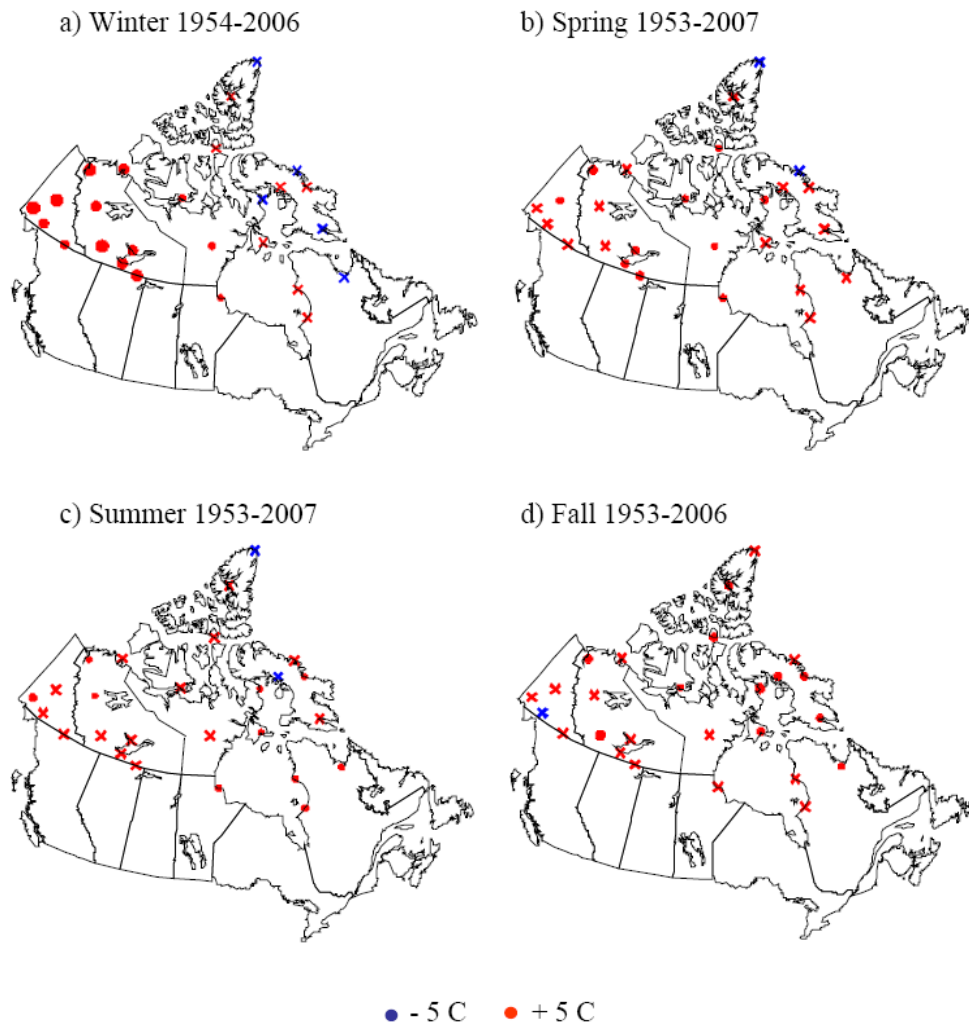 a) Winter 1954-2006
b) Spring 1953-2007
c) Summer 1953-2007
d) Fall 1953-2006
- 5 C
+ 5 C